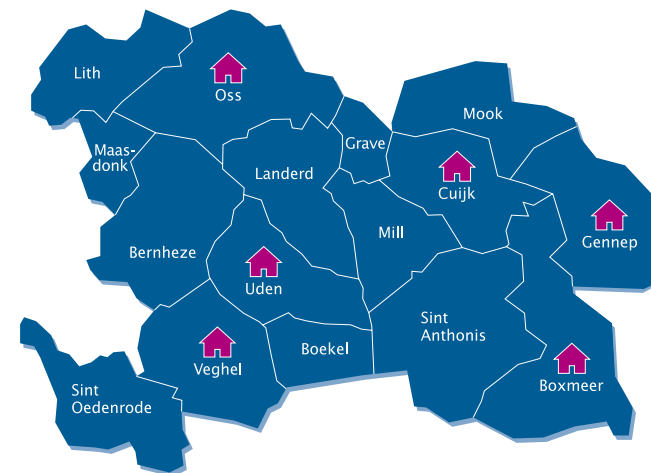 Lith
Oss
Mook
Maas-
donk
Grave
Landerd
Cuijk
Gennep
Bernheze
Mill
Uden
Sint
Anthonis
Boekel
Veghel
Boxmeer
Sint
Oedenrode